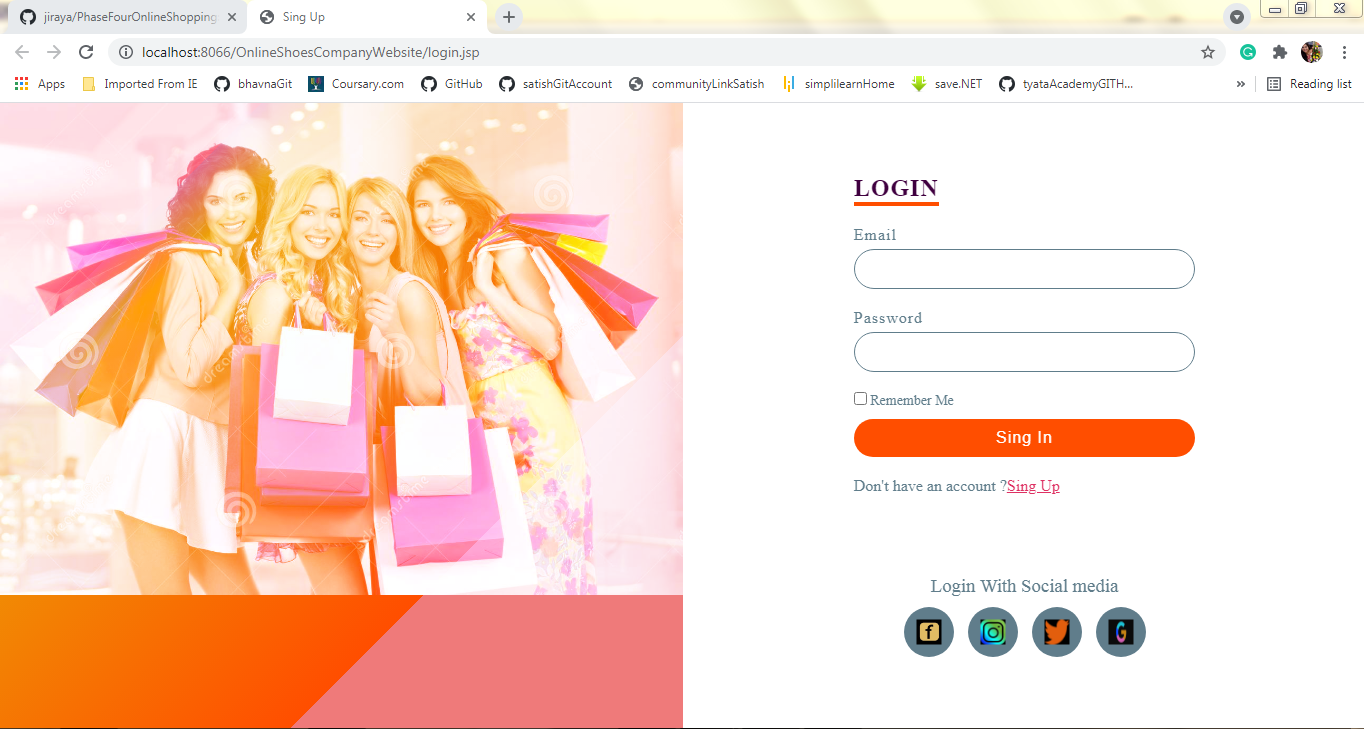 jiraya/PhaseFourOnlineShopping
Sing Up
localhost:8066/OnlineShoesCompanyWebsite/login.jsp
Apps
Imported From IE
bhavnaGit
Coursary.com
GitHub
satishGitAccount
communityLinkSatish
simplilearnHome
save.NET
tyataAcademyGITH...
»
Reading list
LOGIN
Email
Password
Remember Me
Sing In
Don't have an account ?Sing Up
Login With Social media